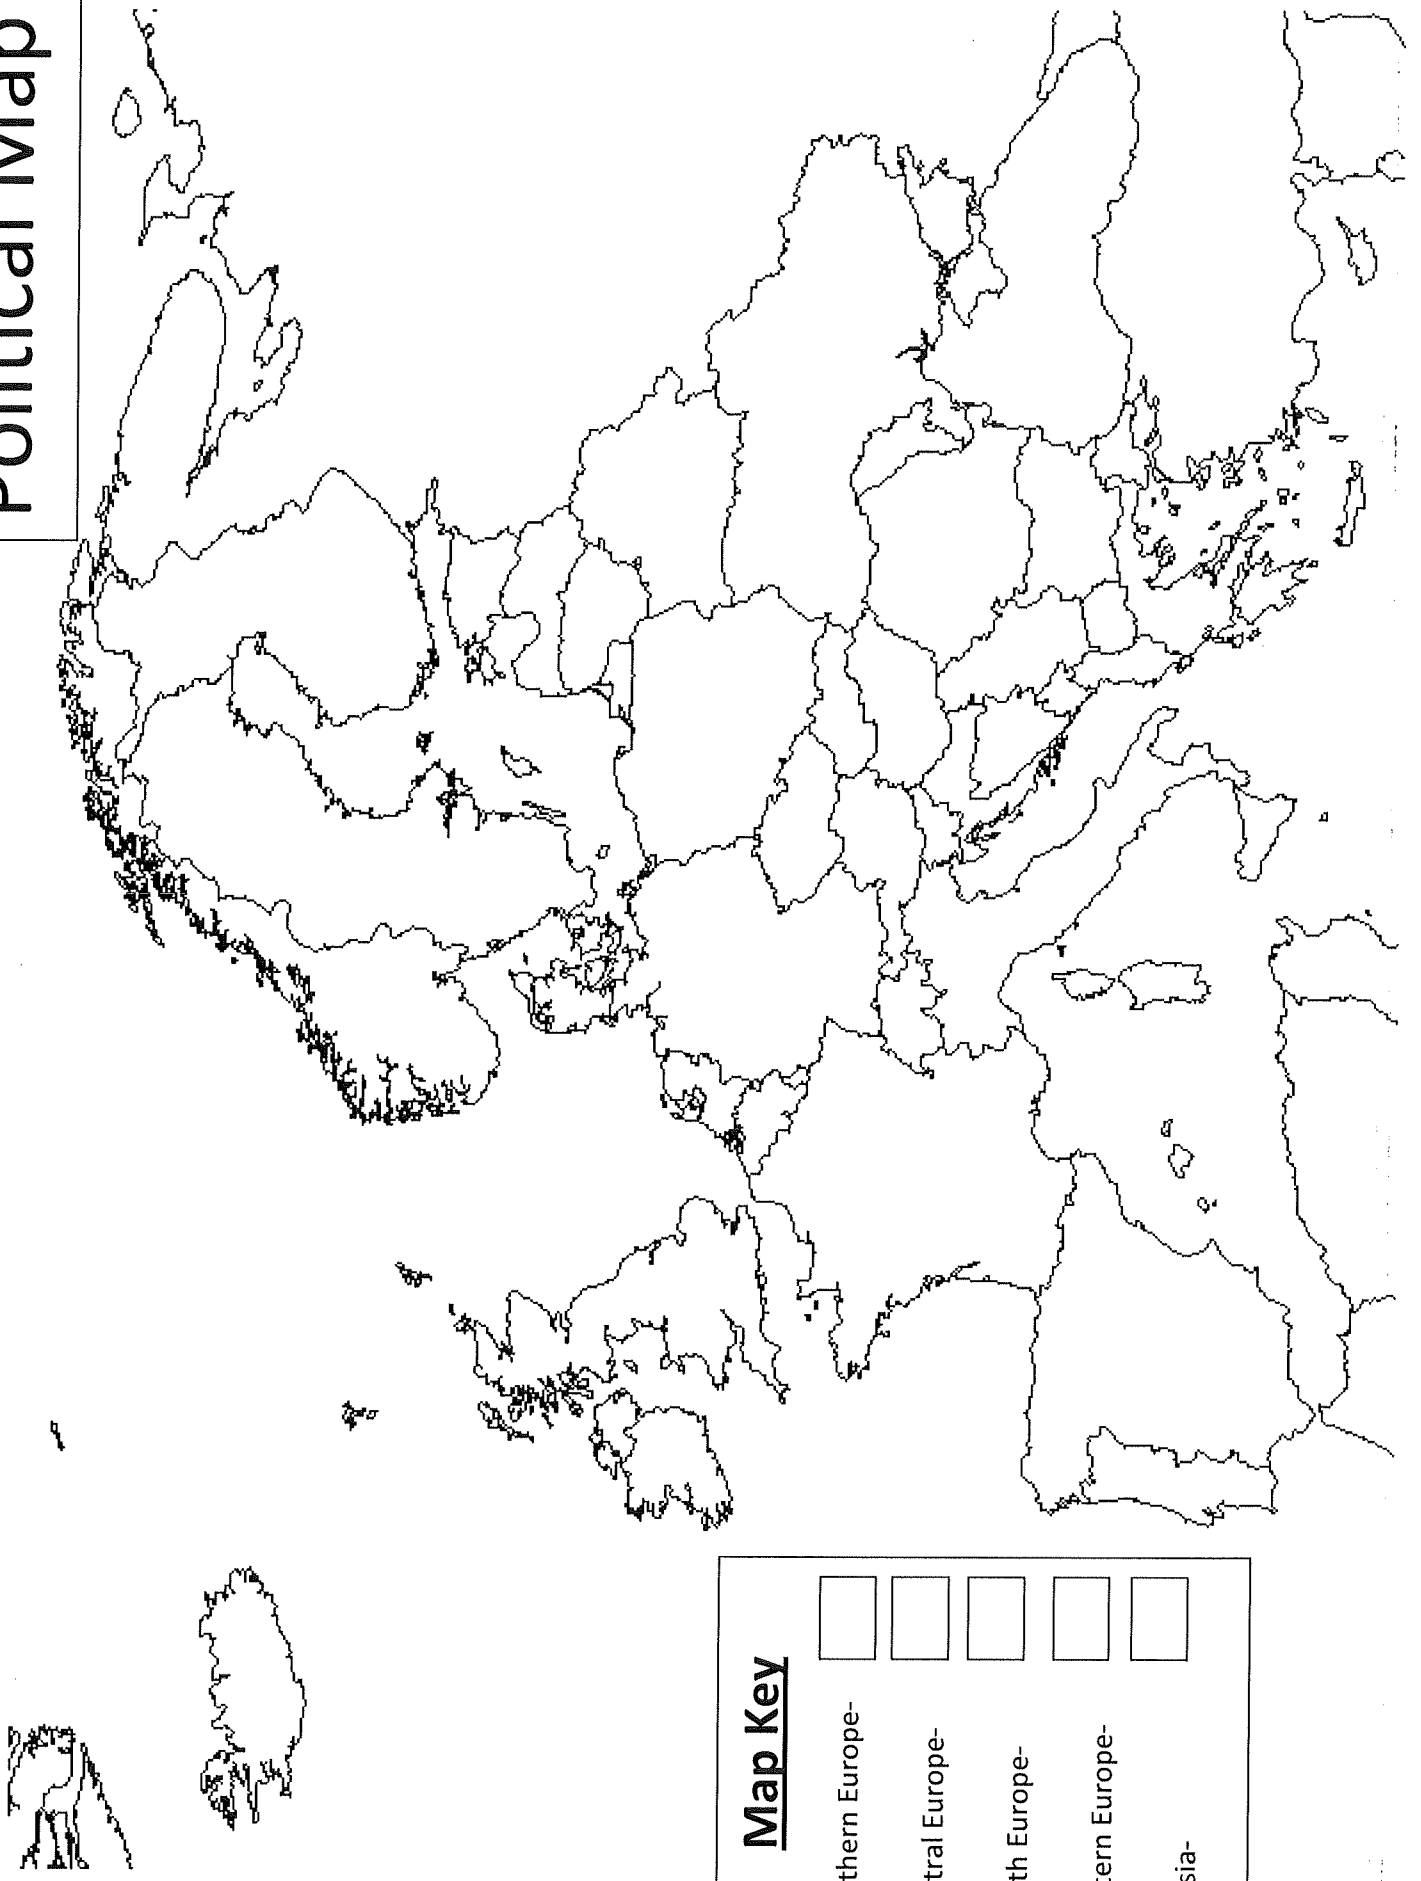 Political Map
Map Key
thern Europe-
tral Europe-
th Europe-
tern Europe-
sia-